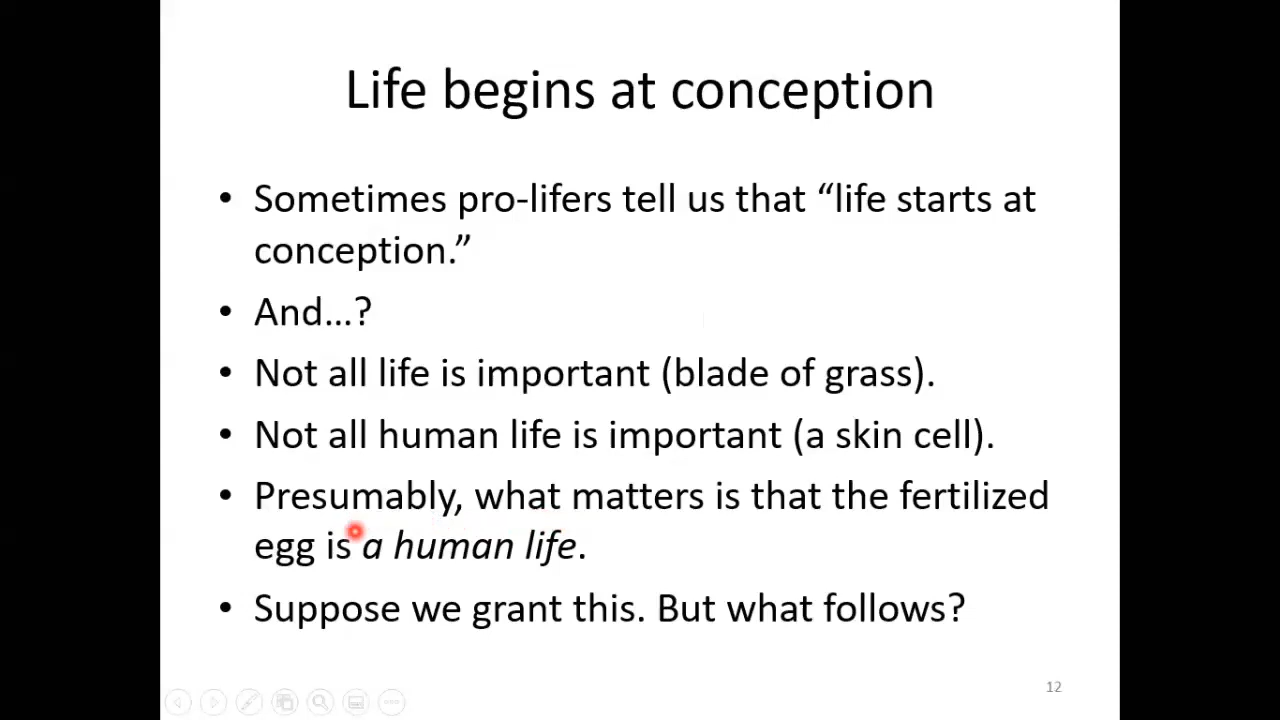 Life begins at conception
• Sometimes pro-lifers tell us that “life starts at
conception.”
• And…?
• Not all life is important (blade of grass).
• Not all human life is important (a skin cell).
• Presumably, what matters is that the fertilized
egg is a human life.
• Suppose we grant this. But what follows?
12